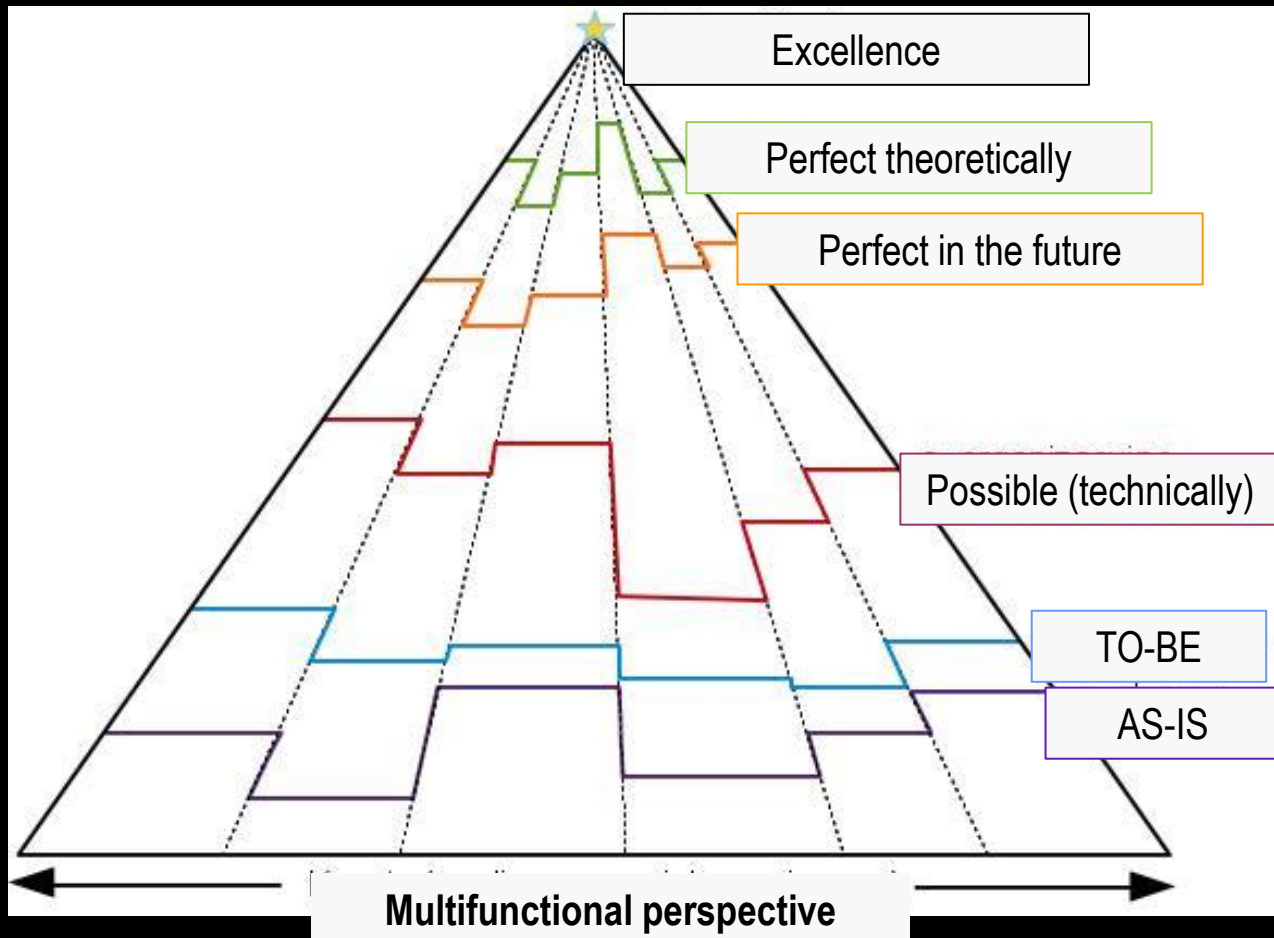 Excellence
Perfect theoretically
Perfect in the future
Possible (technically)
TO-BE
AS-IS
Multifunctional perspective